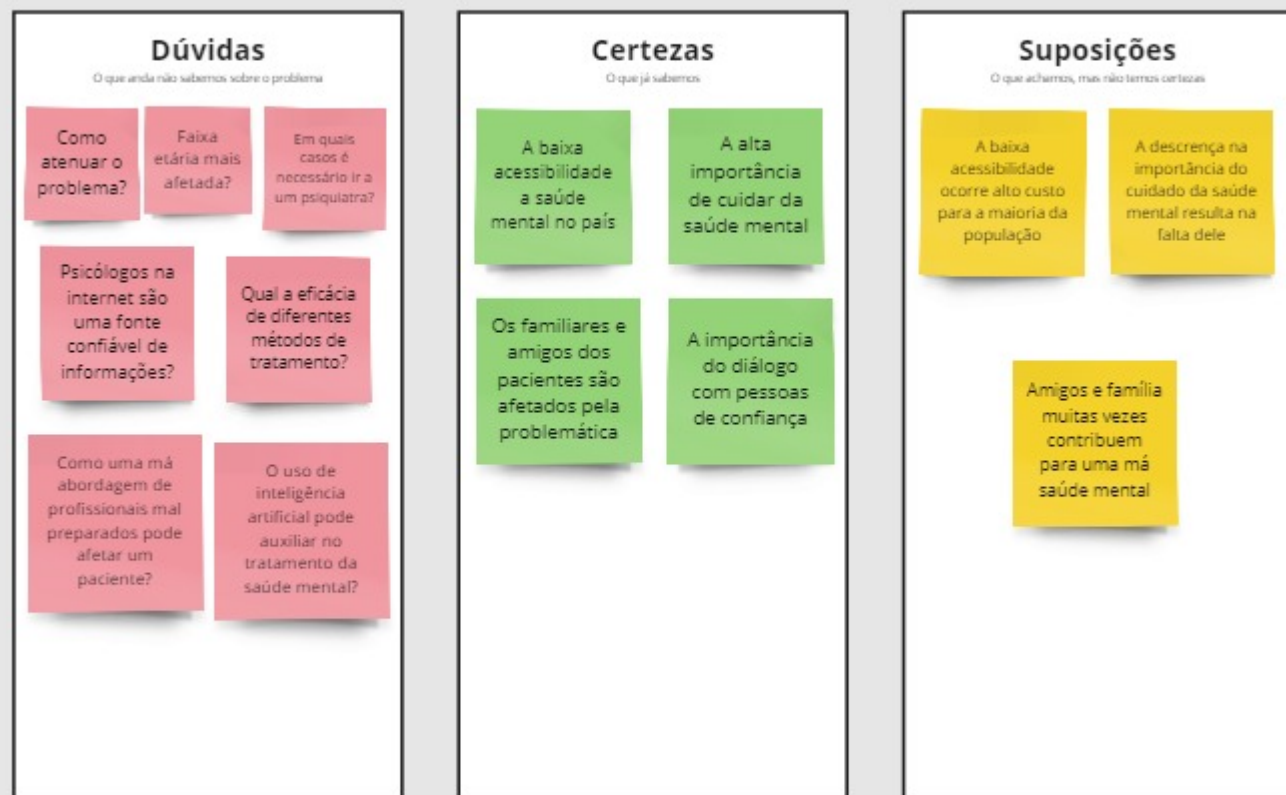 Dúvidas
O que anda não sabemos sobre o problema
Como
atenuar o
problema?
Faixa
etária mais
afetada?
Em quais
casos é
necessário ir a
um psiquiatra?
Psicólogos na
internet são
uma fonte
confiável de
informações?
Qual a eficácia
de diferentes
métodos de
tratamento?
Como uma má
abordagem de
profissionais mal
preparados pode
afetar um
paciente?
O uso de
inteligência
artificial pode
auxiliar no
tratamento da
saúde mental?
Certezas
O que já sabemos
A baixa
acessibilidade
a saúde
mental no país
A alta
importância
de cuidar da
saúde mental
Os familiares e
amigos dos
pacientes são
afetados pela
problemática
A importância
do diálogo
com pessoas
de confiança
Suposições
O que achamos, mas não temos certezas
A baixa
acessibilidade
ocorre alto custo
para a maioria da
população
A descrença na
importância do
cuidado da saúde
mental resulta na
falta dele
Amigos e família
muitas vezes
contribuem
para uma má
saúde mental